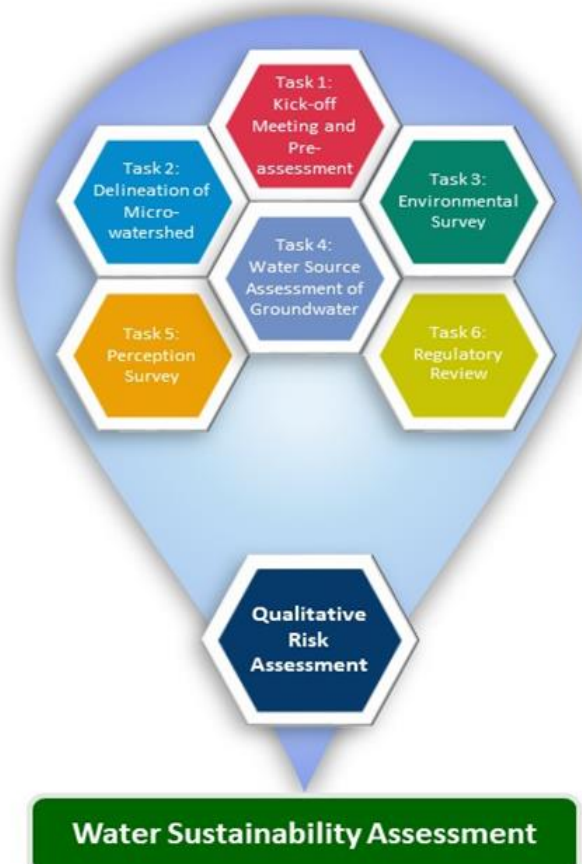 Task 1:
Kick-off
Meeting and
Pre-
assessment
Task 2:
Delineation of
Micro-
watershed
Task 3:
Environmental
Survey
Task 4:
Water Source
Assessment of
Groundwater
Task 5:
Perception
Survey
Task 6:
Regulatory
Review
Qualitative
Risk
Assessment
Water Sustainability Assessment